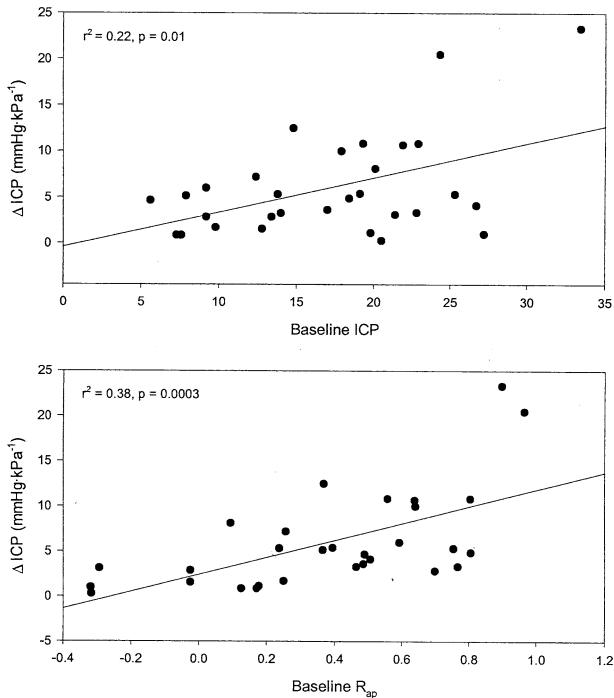 25
r² = 0.22, p = 0.01
20
15
10
5
0
Δ ICP (mmHg·kPa⁻¹)
0 5 10 15 20 25 30 35
Baseline ICP
25
r² = 0.38, p = 0.0003
20
15
10
5
0
-5
Δ ICP (mmHg·kPa⁻¹)
-0.4 -0.2 0.0 0.2 0.4 0.6 0.8 1.0 1.2
Baseline Rap